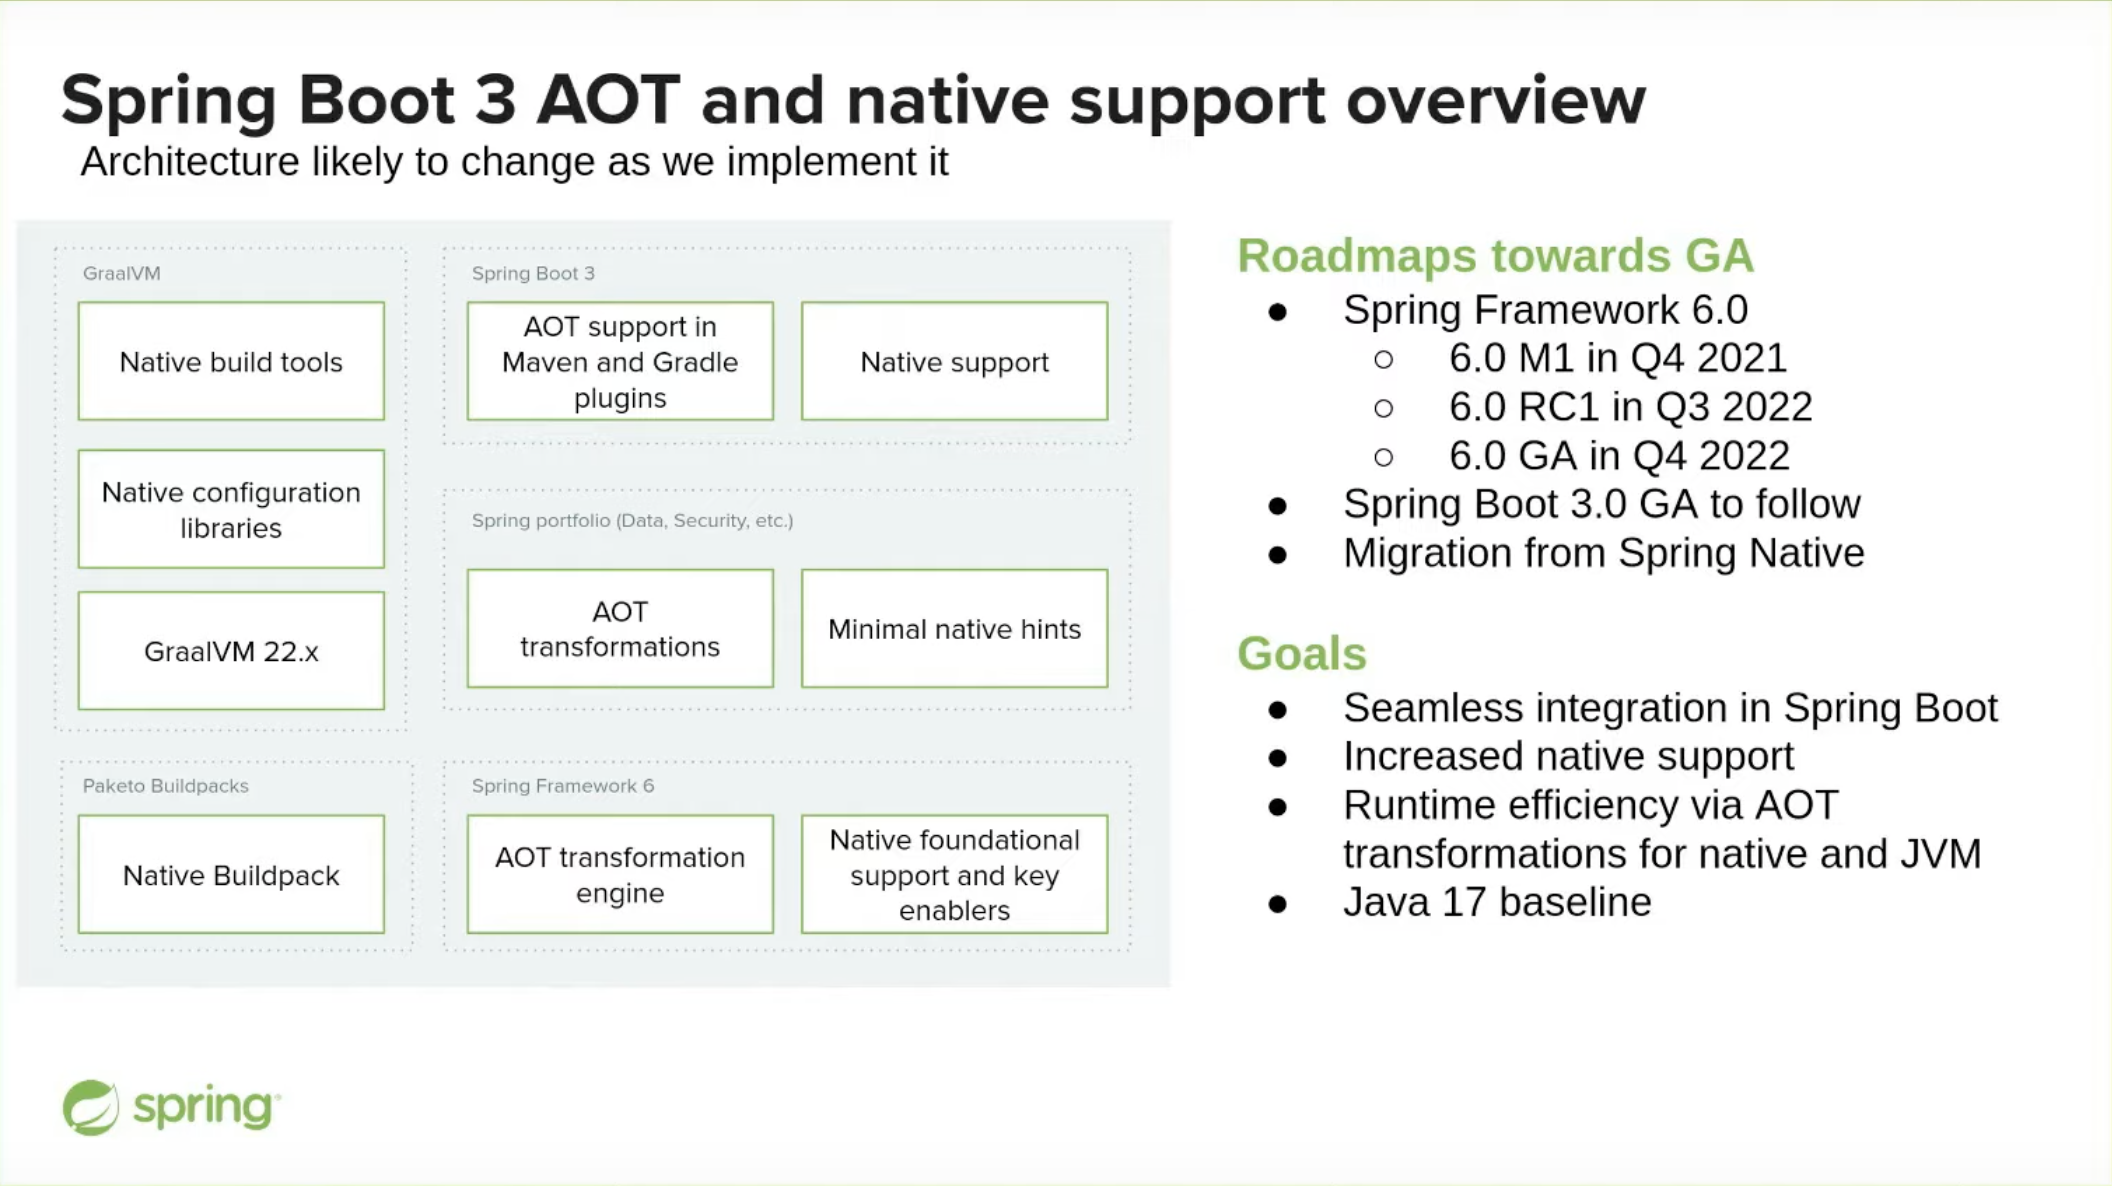 Spring Boot 3 AOT and native support overview
Architecture likely to change as we implement it
GraalVM
Native build tools
Native configuration
libraries
GraalVM 22.x
Paketo Buildpacks
Native Buildpack
Spring Boot 3
AOT support in
Maven and Gradle
plugins
Native support
Spring portfolio (Data, Security, etc.)
AOT
transformations
Minimal native hints
Spring Framework 6
AOT transformation
engine
Native foundational
support and key
enablers
Roadmaps towards GA
● Spring Framework 6.0
○ 6.0 M1 in Q4 2021
○ 6.0 RC1 in Q3 2022
○ 6.0 GA in Q4 2022
● Spring Boot 3.0 GA to follow
● Migration from Spring Native
Goals
● Seamless integration in Spring Boot
● Increased native support
● Runtime efficiency via AOT
transformations for native and JVM
● Java 17 baseline
spring